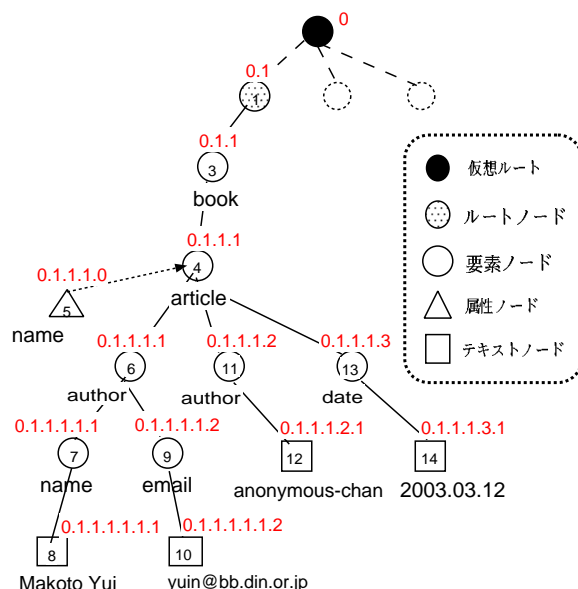 0
0.1
1
0.1.1
3
book
仮想ルート
ルートノード
0.1.1.1
4
要素ノード
0.1.1.1.0
5
article
属性ノード
name
0.1.1.1.1
0.1.1.1.2
0.1.1.1.3
テキストノード
6
11
13
author
author
date
0.1.1.1.1.1
0.1.1.1.1.2
0.1.1.1.2.1
0.1.1.1.3.1
7
9
12
14
name
email
anonymous-chan
2003.03.12
0.1.1.1.1.1.1
0.1.1.1.1.1.2
8
10
Makoto Yui
yuin@bb.din.or.jp